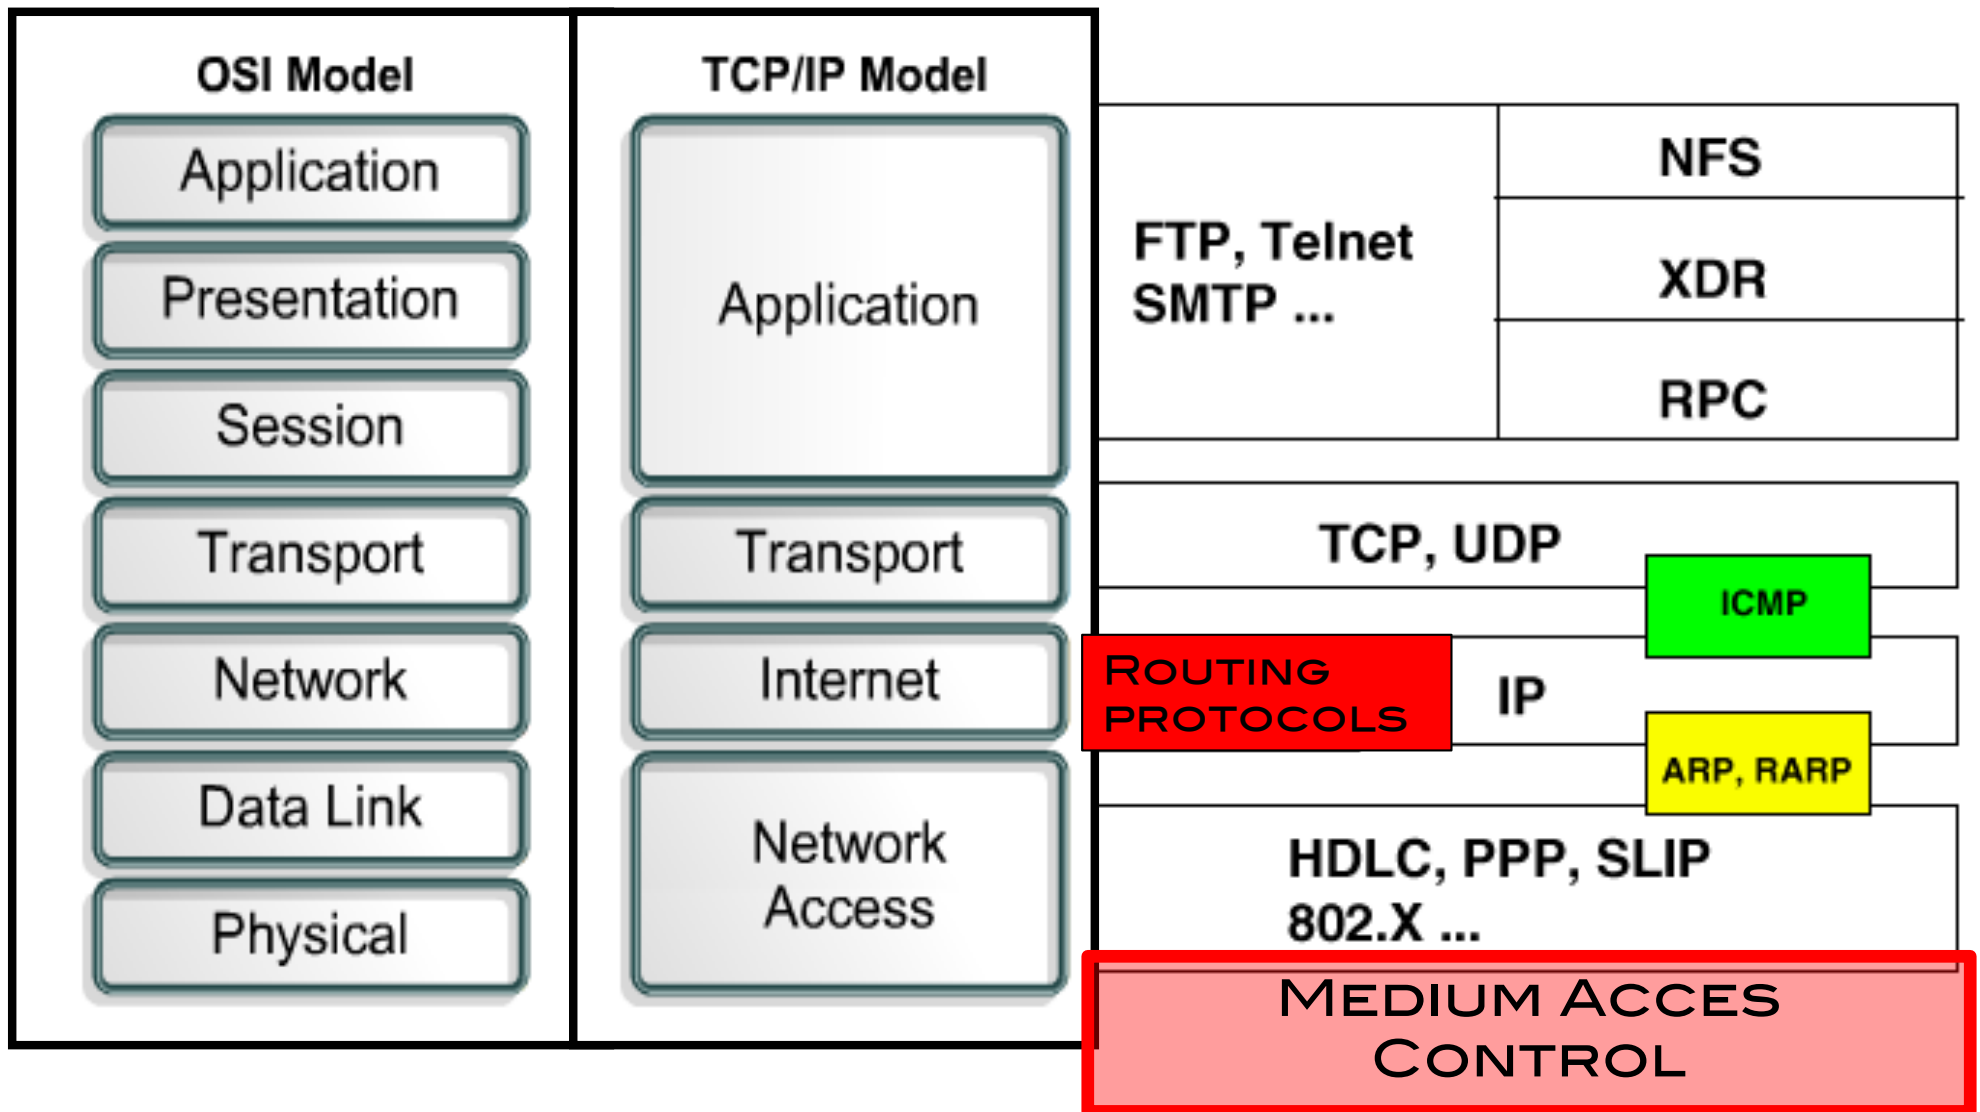 OSI Model
Application
Presentation
Session
Transport
Network
Data Link
Physical
TCP/IP Model
Application
Transport
Internet
Network
Access
FTP, Telnet
SMTP ...
NFS
XDR
RPC
TCP, UDP
ICMP
Routing
protocols
IP
ARP, RARP
HDLC, PPP, SLIP
802.X ...
Medium Acces
Control